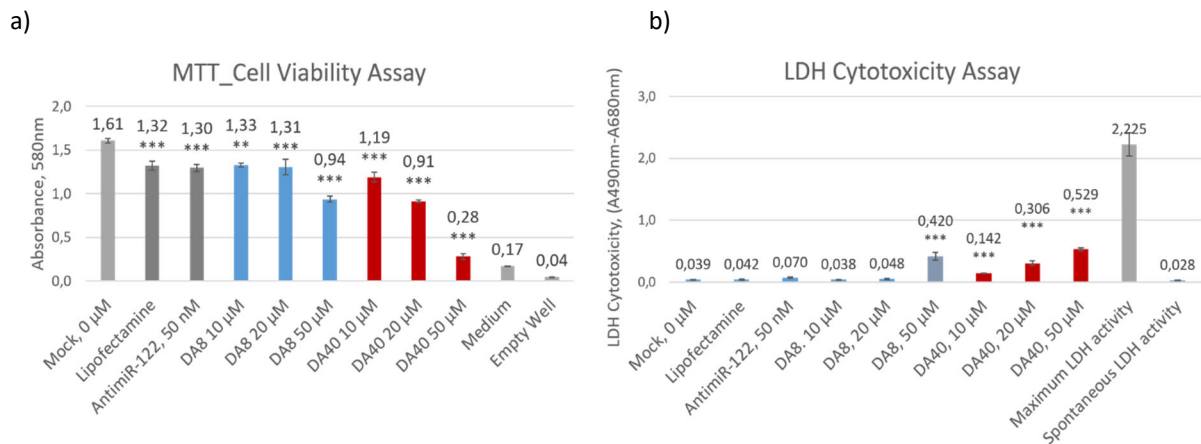 a)
MTT_Cell Viability Assay
Absorbance, 580nm
2,0
1,5
1,0
0,5
0,0
1,61
1,32
***
1,30
***
1,33
**
1,31
***
0,94
***
1,19
***
0,91
***
0,28
***
0,17
0,04
Mock, 0 µM
Lipofectamine
AntimiR-122, 50 nM
DA8 10 µM
DA8 20 µM
DA8 50 µM
DA40 10 µM
DA40 20 µM
DA40 50 µM
Medium
Empty Well
b)
LDH Cytotoxicity Assay
LDH Cytotoxicity, (A490nm-A680nm)
3,0
2,0
1,0
0,0
0,039
0,042
0,070
0,038
0,048
0,420
***
0,142
***
0,306
***
0,529
***
2,225
0,028
Mock, 0 µM
Lipofectamine
AntimiR-122, 50 nM
DA8, 10 µM
DA8, 20 µM
DA8, 50 µM
DA40, 10 µM
DA40, 20 µM
DA40, 50 µM
Maximum LDH activity
Spontaneous LDH activity